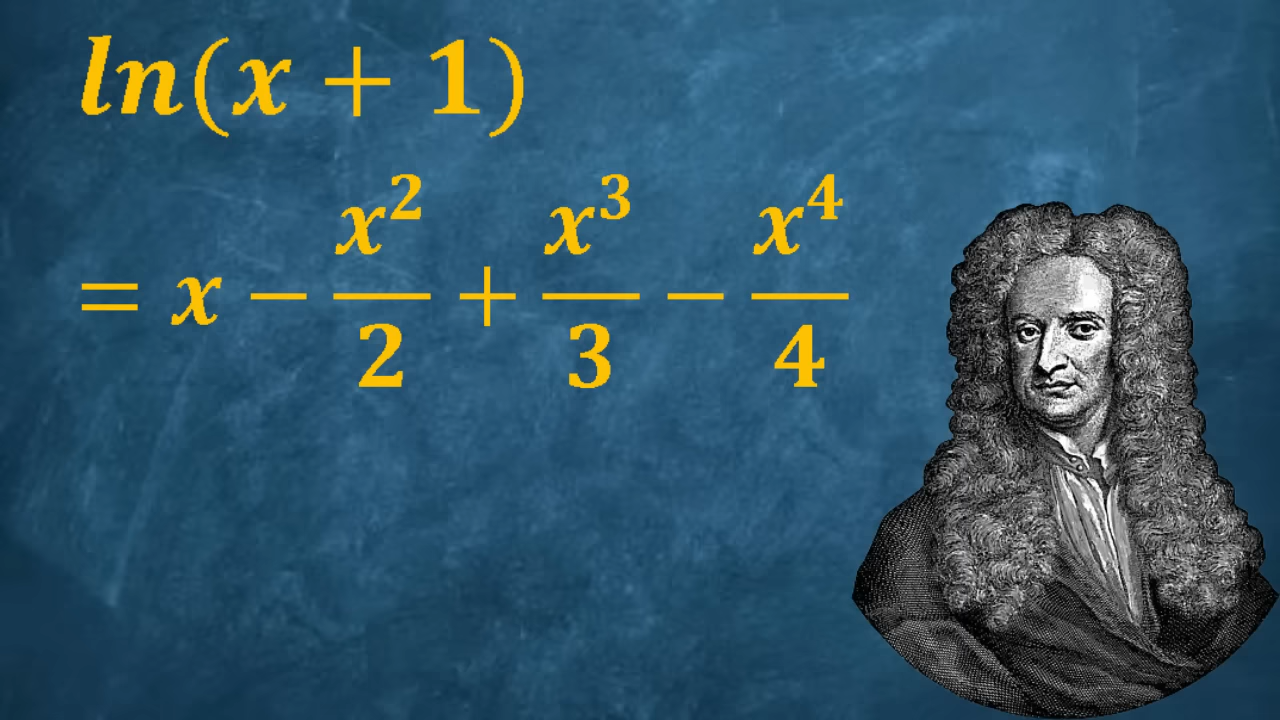 ln(x + 1)
= x − x²/2 + x³/3 − x⁴/4